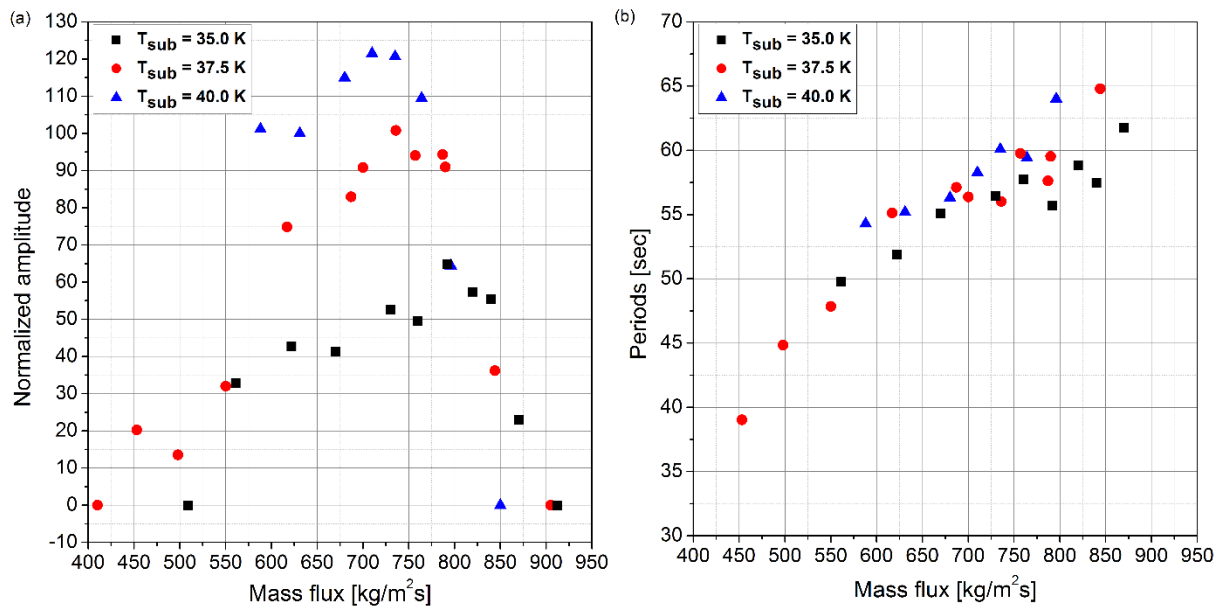 (a)
130
120
110
100
90
80
70
60
50
40
30
20
10
0
-10
Normalized amplitude
T_sub = 35.0 K
T_sub = 37.5 K
T_sub = 40.0 K
400 450 500 550 600 650 700 750 800 850 900 950
Mass flux [kg/m²s]
(b)
70
65
60
55
50
45
40
35
30
Periods [sec]
T_sub = 35.0 K
T_sub = 37.5 K
T_sub = 40.0 K
400 450 500 550 600 650 700 750 800 850 900 950
Mass flux [kg/m²s]